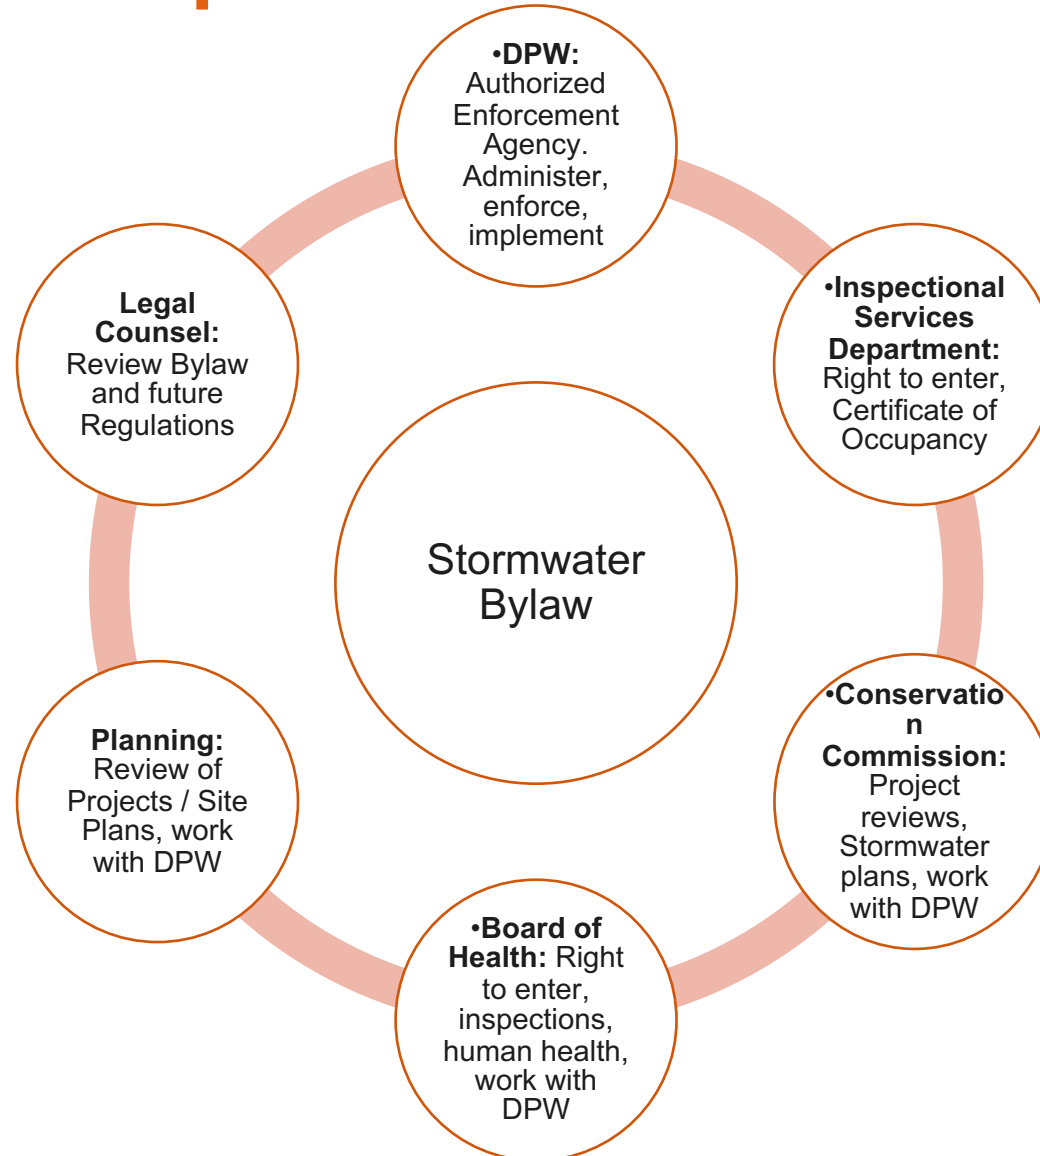 •DPW:
Authorized
Enforcement
Agency.
Administer,
enforce,
implement
•Inspectional
Services
Department:
Right to enter,
Certificate of
Occupancy
•Conservatio
n
Commission:
Project
reviews,
Stormwater
plans, work
with DPW
•Board of
Health: Right
to enter,
inspections,
human health,
work with
DPW
Planning:
Review of
Projects / Site
Plans, work
with DPW
Legal
Counsel:
Review Bylaw
and future
Regulations
Stormwater
Bylaw